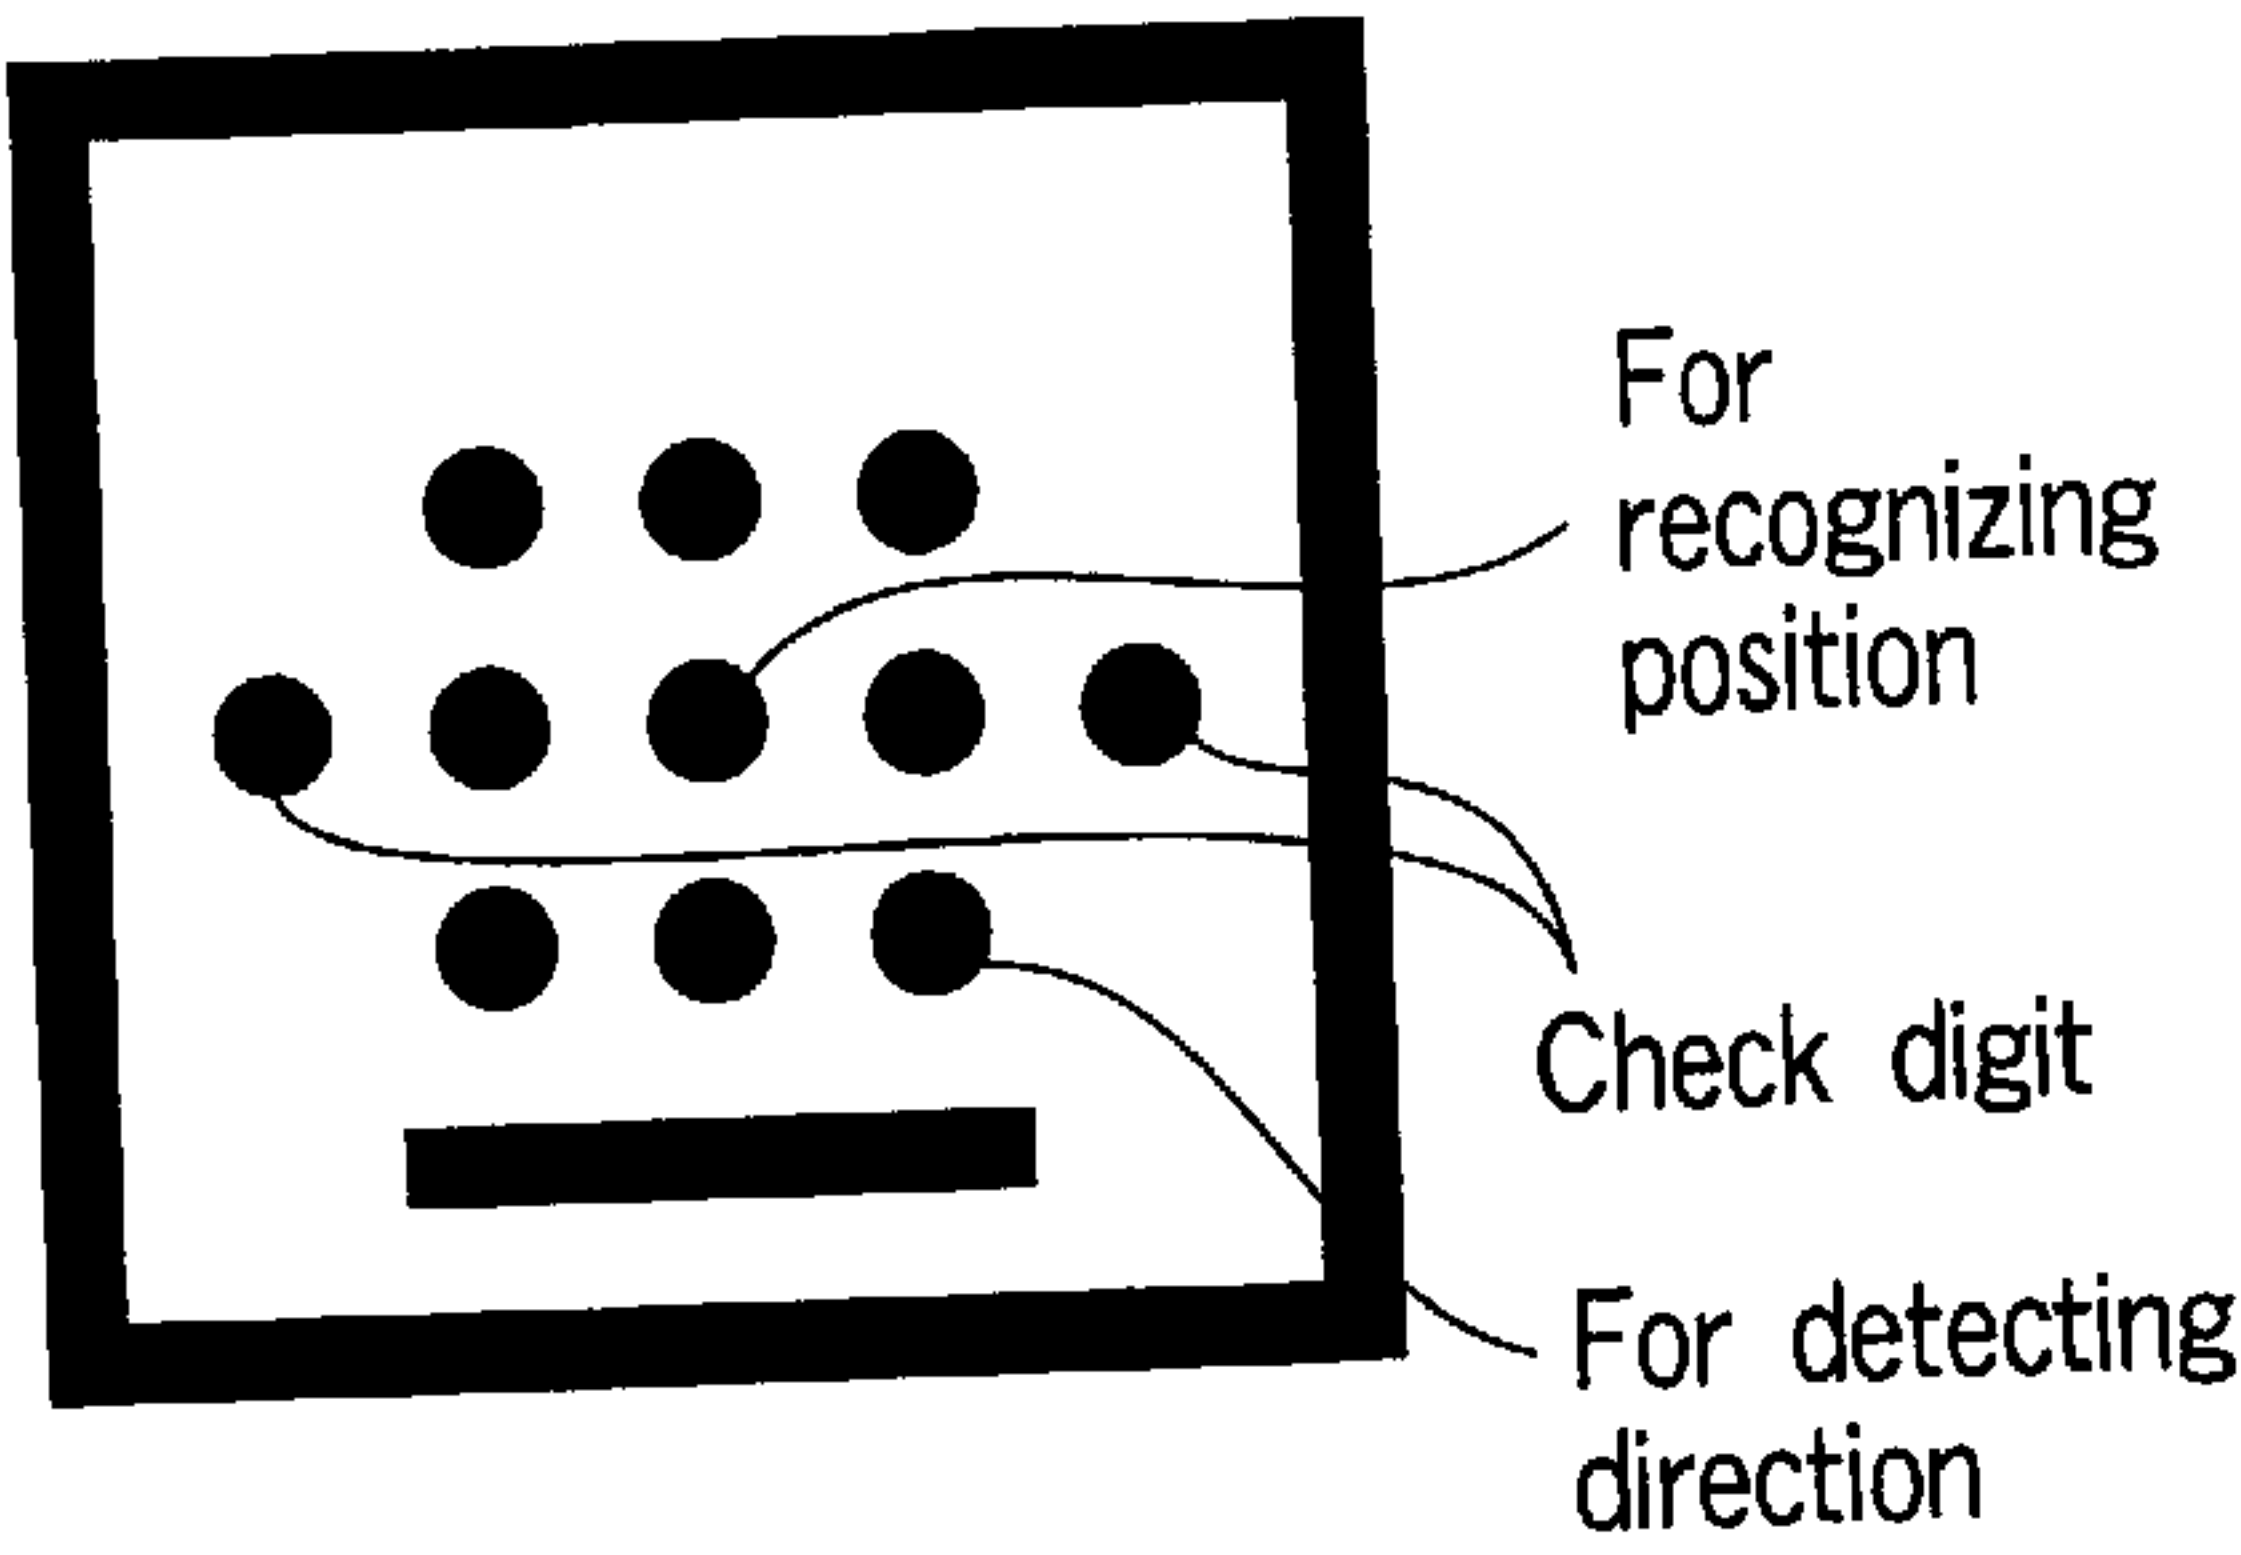 For
recognizing
position
Check digit
For detecting
direction